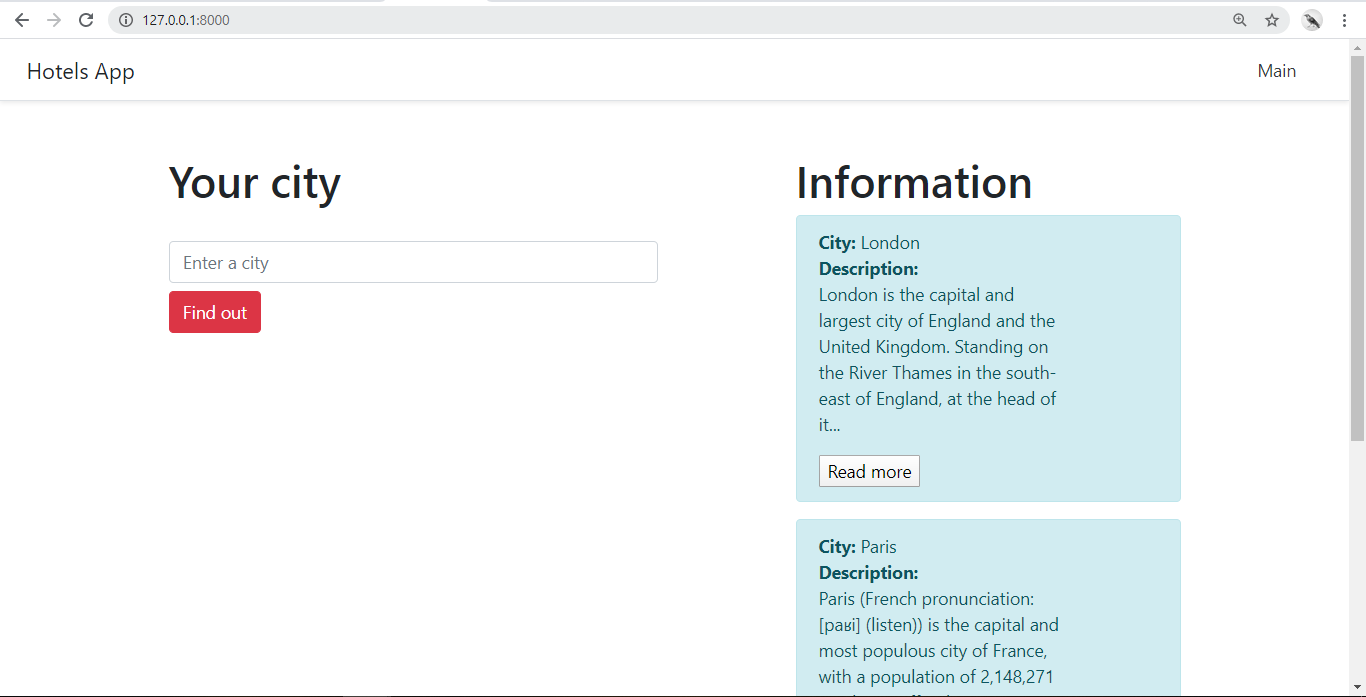 127.0.0.1:8000
Hotels App
Main
Your city
Enter a city
Find out
Information
City: London
Description:
London is the capital and
largest city of England and the
United Kingdom. Standing on
the River Thames in the south-
east of England, at the head of
it...
Read more
City: Paris
Description:
Paris (French pronunciation:
[paʁi] (listen)) is the capital and
most populous city of France,
with a population of 2,148,271